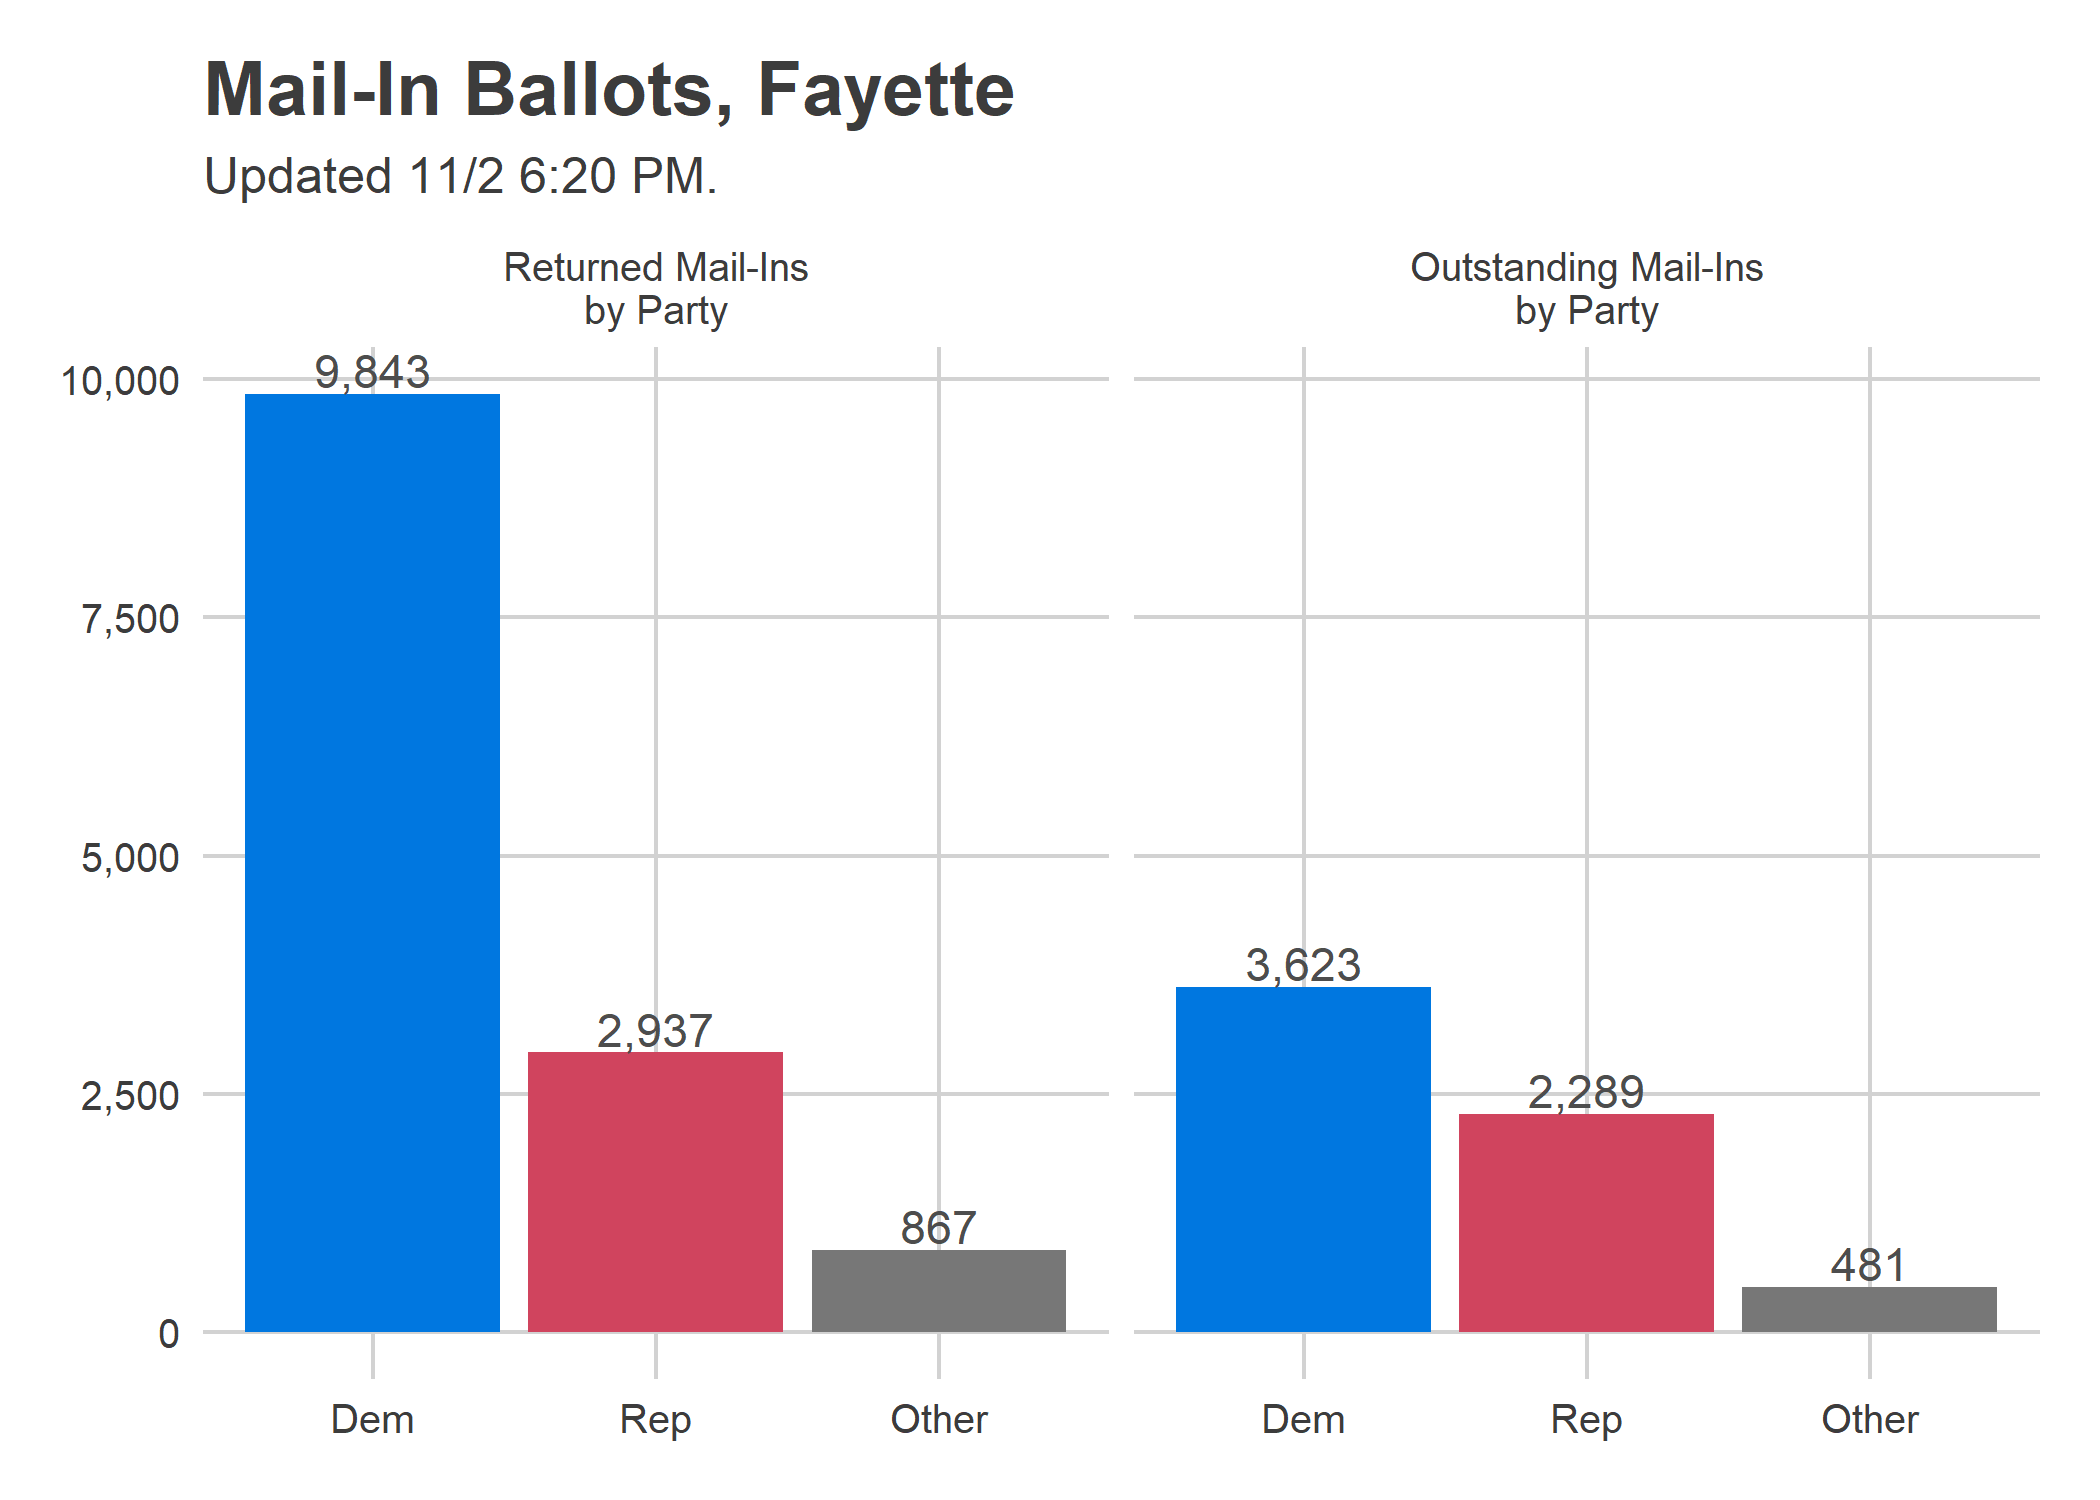 Mail-In Ballots, Fayette
Updated 11/2 6:20 PM.
Returned Mail-Ins
by Party
Outstanding Mail-Ins
by Party
10,000
7,500
5,000
2,500
0
9,843
2,937
867
3,623
2,289
481
Dem
Rep
Other
Dem
Rep
Other